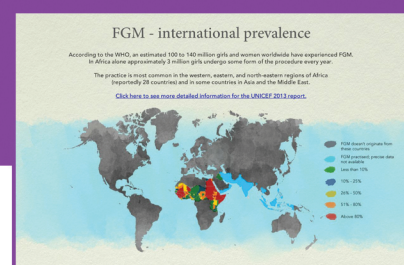 FGM - international prevalence
According to the WHO, an estimated 100 to 140 million girls and women worldwide have experienced FGM.
In Africa alone approximately 3 million girls undergo some form of the procedure every year.
The practice is most common in the western, eastern, and north-eastern regions of Africa
(reportedly 28 countries) and in some countries in Asia and the Middle East.
Click here to see more detailed information for the UNICEF 2013 report.
FGM doesn't originate from
these countries
FGM practised, precise data
not available
Less than 10%
10% - 25%
26% - 50%
51% - 80%
Above 80%